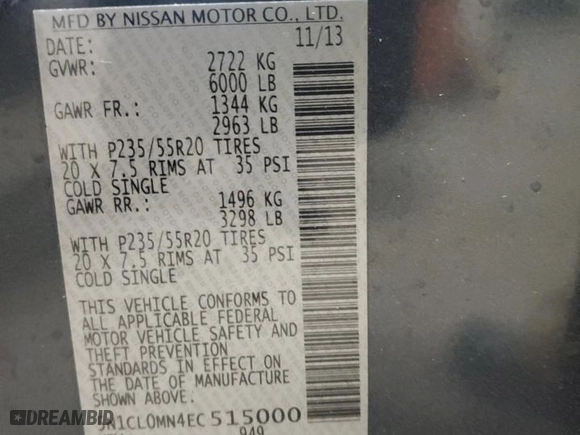 MFD BY NISSAN MOTOR CO., LTD.
DATE: 11/13
GVWR: 2722 KG
6000 LB
GAWR FR.: 1344 KG
2963 LB
WITH P235/55R20 TIRES
20 X 7.5 RIMS AT 35 PSI
COLD SINGLE
GAWR RR.: 1496 KG
3298 LB
WITH P235/55R20 TIRES
20 X 7.5 RIMS AT 35 PSI
COLD SINGLE
THIS VEHICLE CONFORMS TO
ALL APPLICABLE FEDERAL
MOTOR VEHICLE SAFETY AND
THEFT PREVENTION
STANDARDS IN EFFECT ON
THE DATE OF MANUFACTURE
SHOWN ABOVE.
JN1CL0MN4EC515000
949
DREAMBID